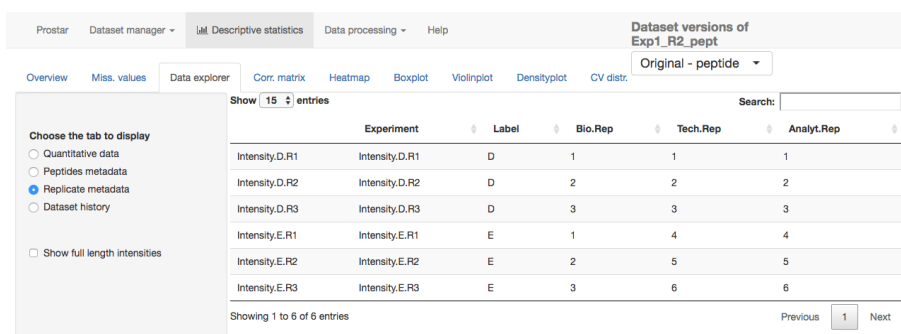 Prostar Dataset manager Descriptive statistics Data processing Help
Dataset versions of
Exp1_R2_pept
Original - peptide
Overview Miss. values Data explorer Corr. matrix Heatmap Boxplot Violinplot Densityplot CV distr.
Show 15 entries Search:
Choose the tab to display
Quantitative data
Peptides metadata
Replicate metadata
Dataset history
Show full length intensities
Experiment Label Bio.Rep Tech.Rep Analyt.Rep
Intensity.D.R1 Intensity.D.R1 D 1 1 1
Intensity.D.R2 Intensity.D.R2 D 2 2 2
Intensity.D.R3 Intensity.D.R3 D 3 3 3
Intensity.E.R1 Intensity.E.R1 E 1 4 4
Intensity.E.R2 Intensity.E.R2 E 2 5 5
Intensity.E.R3 Intensity.E.R3 E 3 6 6
Showing 1 to 6 of 6 entries Previous 1 Next